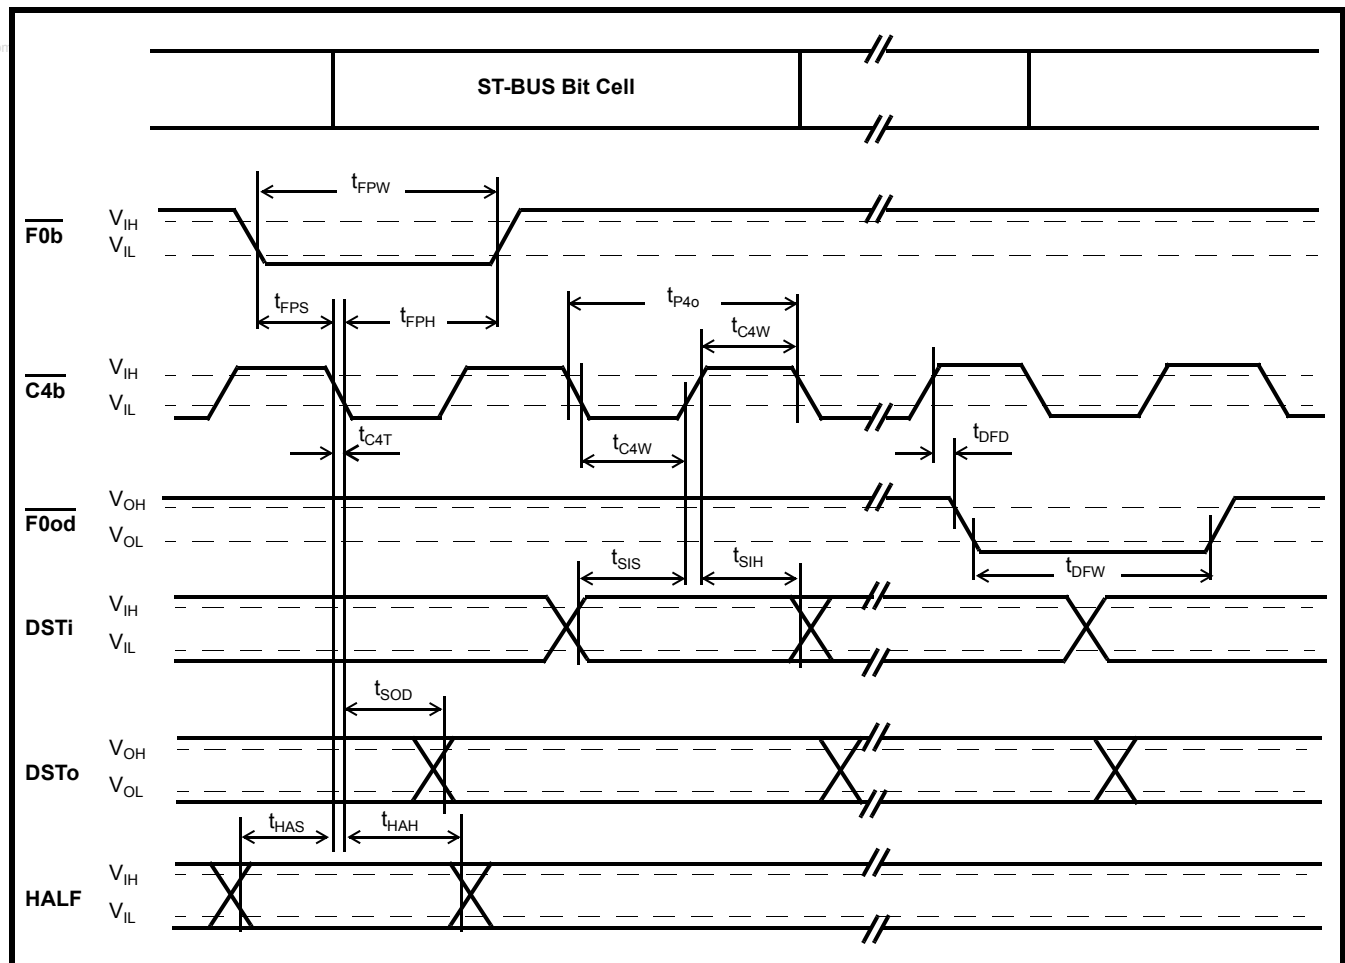 ST-BUS Bit Cell
tFPW
F0b
VIH
VIL
tFPS
tFPH
tP4o
tC4W
C4b
VIH
VIL
tC4T
tC4W
tDFD
F0od
VOH
VOL
tSIS
tSIH
tDFW
DSTi
VIH
VIL
tSOD
DSTo
VOH
VOL
tHAS
tHAH
HALF
VIH
VIL